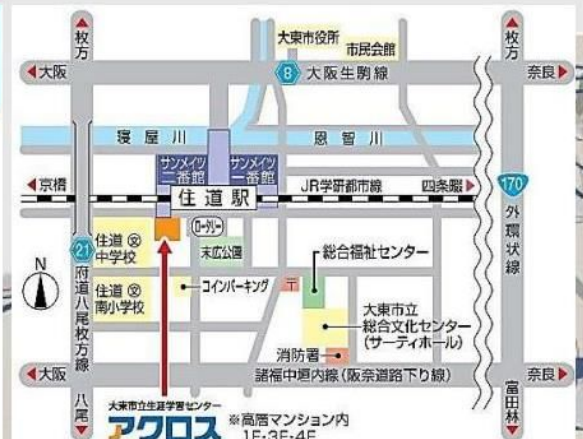 枚方
大東市役所
市民会館
枚方
大阪
8
大阪生駒線
奈良
寝屋川
恩智川
サンメイツ
二番館
サンメイツ
一番館
京橋
住道駅
JR学研都市線
四条畷
170
外環状線
ロータリー
住道 文
中学校
21
末広公園
総合福祉センター
N
住道 文
南小学校
コインパーキング
〒
府道八尾枚方線
大東市立
総合文化センター
(サーティホール)
消防署
大阪
諸福中垣内線(阪奈道路下り線)
奈良
八尾
富田林
大東市立生涯学習センター
アクロス
※高層マンション内
1F・3F・4F